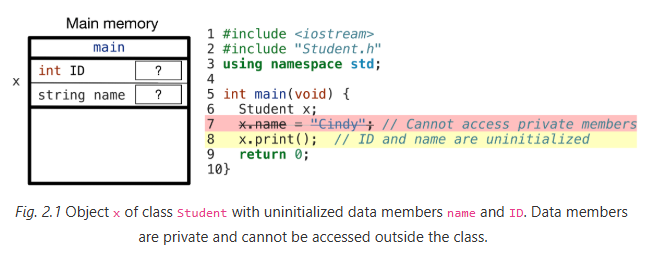 Main memory
main
x
int ID ?
string name ?
1 #include <iostream>
2 #include "Student.h"
3 using namespace std;
4
5 int main(void) {
6 Student x;
7 x.name = "Cindy"; // Cannot access private members
8 x.print(); // ID and name are uninitialized
9 return 0;
10}
Fig. 2.1 Object x of class Student with uninitialized data members name and ID. Data members
are private and cannot be accessed outside the class.